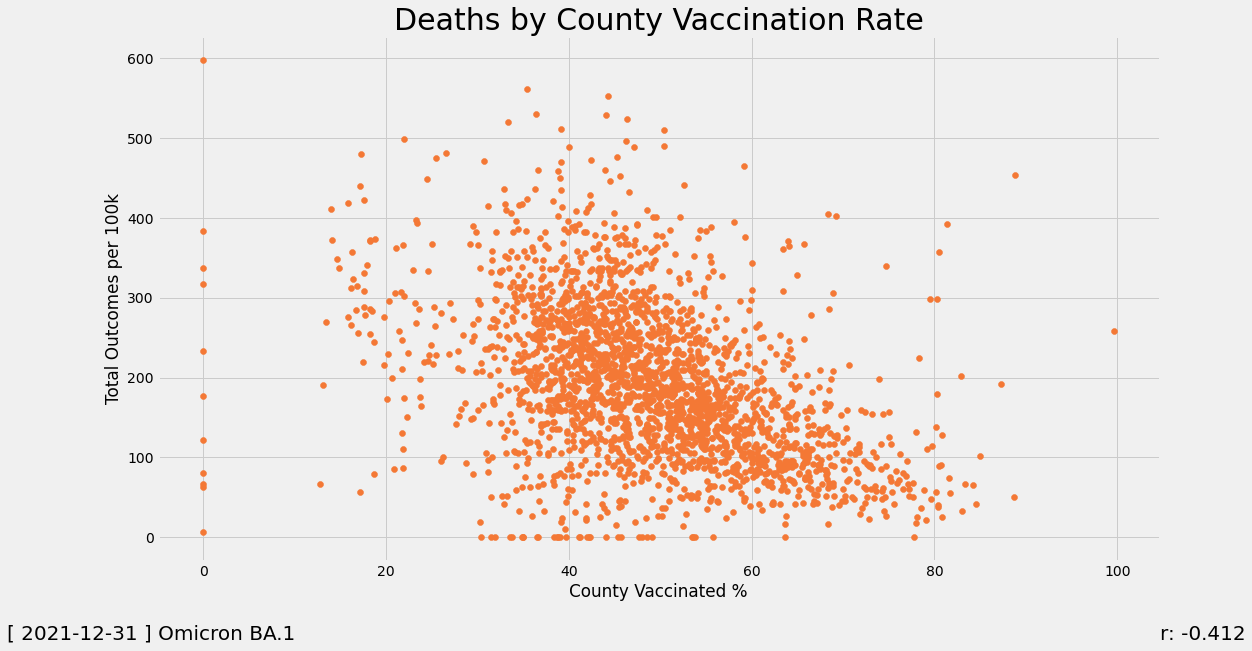 Deaths by County Vaccination Rate
Total Outcomes per 100k
600
500
400
300
200
100
0
0 20 40 60 80 100
County Vaccinated %
[ 2021-12-31 ] Omicron BA.1
r: -0.412